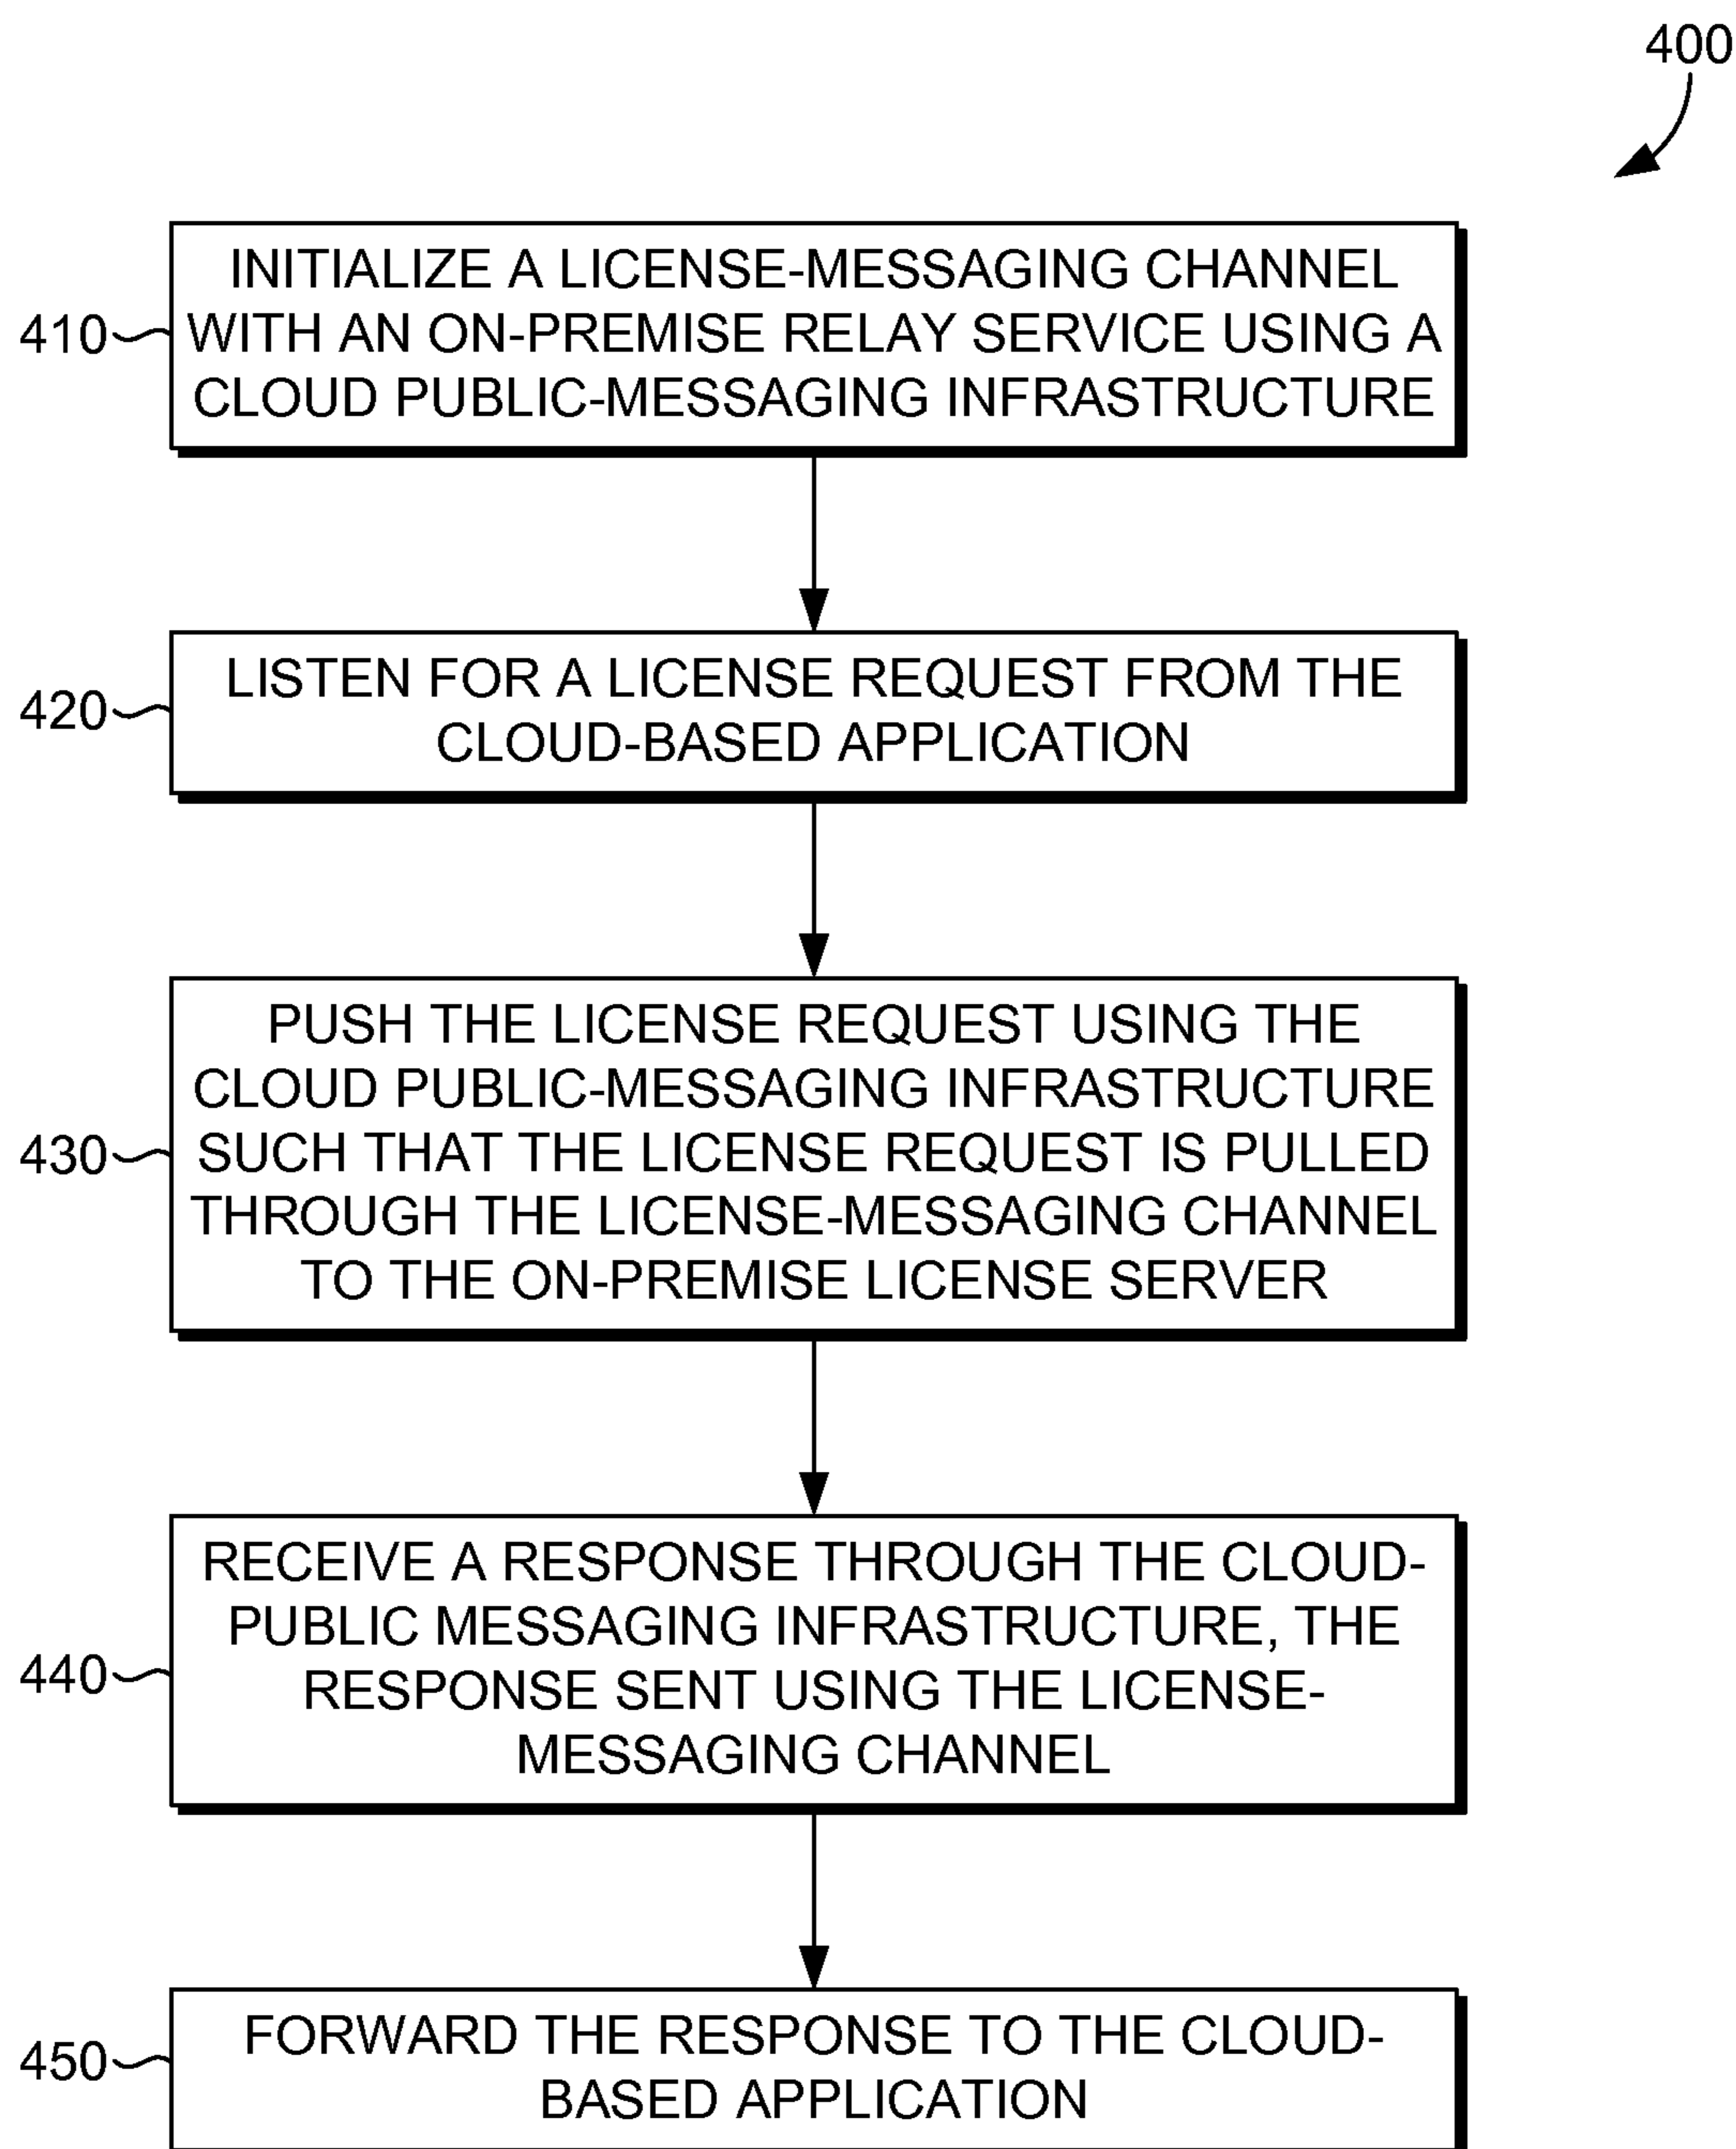 400
410
INITIALIZE A LICENSE-MESSAGING CHANNEL
WITH AN ON-PREMISE RELAY SERVICE USING A
CLOUD PUBLIC-MESSAGING INFRASTRUCTURE
420
LISTEN FOR A LICENSE REQUEST FROM THE
CLOUD-BASED APPLICATION
430
PUSH THE LICENSE REQUEST USING THE
CLOUD PUBLIC-MESSAGING INFRASTRUCTURE
SUCH THAT THE LICENSE REQUEST IS PULLED
THROUGH THE LICENSE-MESSAGING CHANNEL
TO THE ON-PREMISE LICENSE SERVER
440
RECEIVE A RESPONSE THROUGH THE CLOUD-
PUBLIC MESSAGING INFRASTRUCTURE, THE
RESPONSE SENT USING THE LICENSE-
MESSAGING CHANNEL
450
FORWARD THE RESPONSE TO THE CLOUD-
BASED APPLICATION